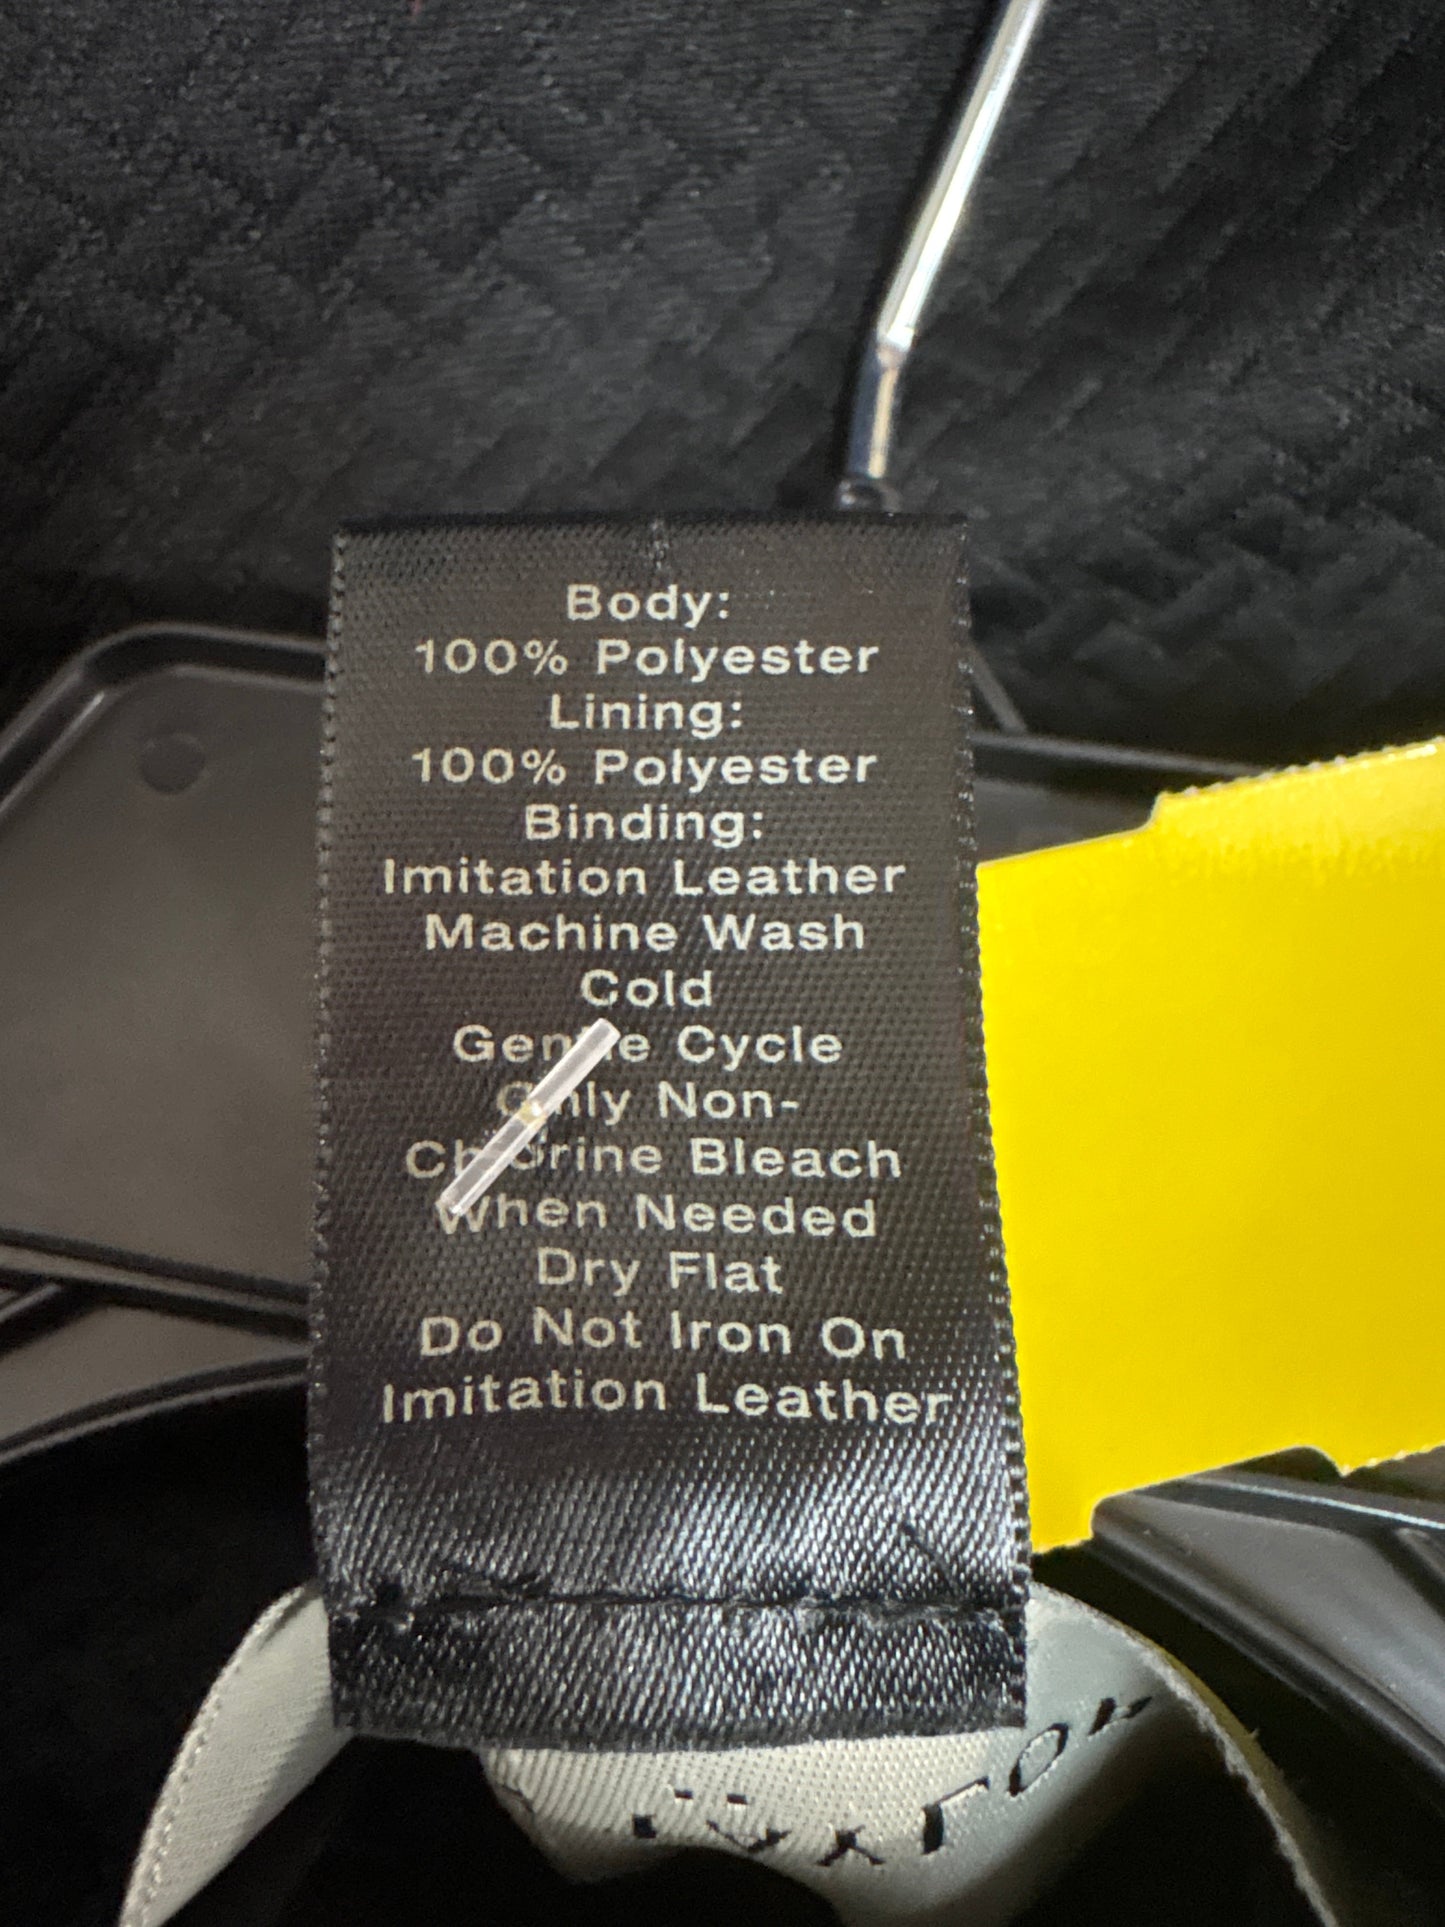 Body:
100% Polyester
Lining:
100% Polyester
Binding:
Imitation Leather
Machine Wash
Cold
Gentle Cycle
Only Non-
Chlorine Bleach
When Needed
Dry Flat
Do Not Iron On
Imitation Leather